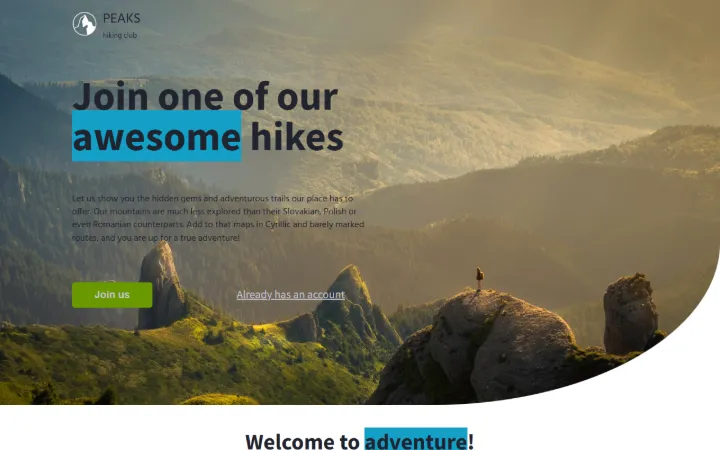 PEAKS
hiking club
Join one of our
awesome hikes
Let us show you the hidden gems and adventurous trails our place has to
offer. Our mountains are much less explored than their Slovakian, Polish or
even Romanian counterparts. Add to that maps in Cyrillic and barely marked
routes, and you are up for a true adventure!
Join us
Already has an account
Welcome to adventure!